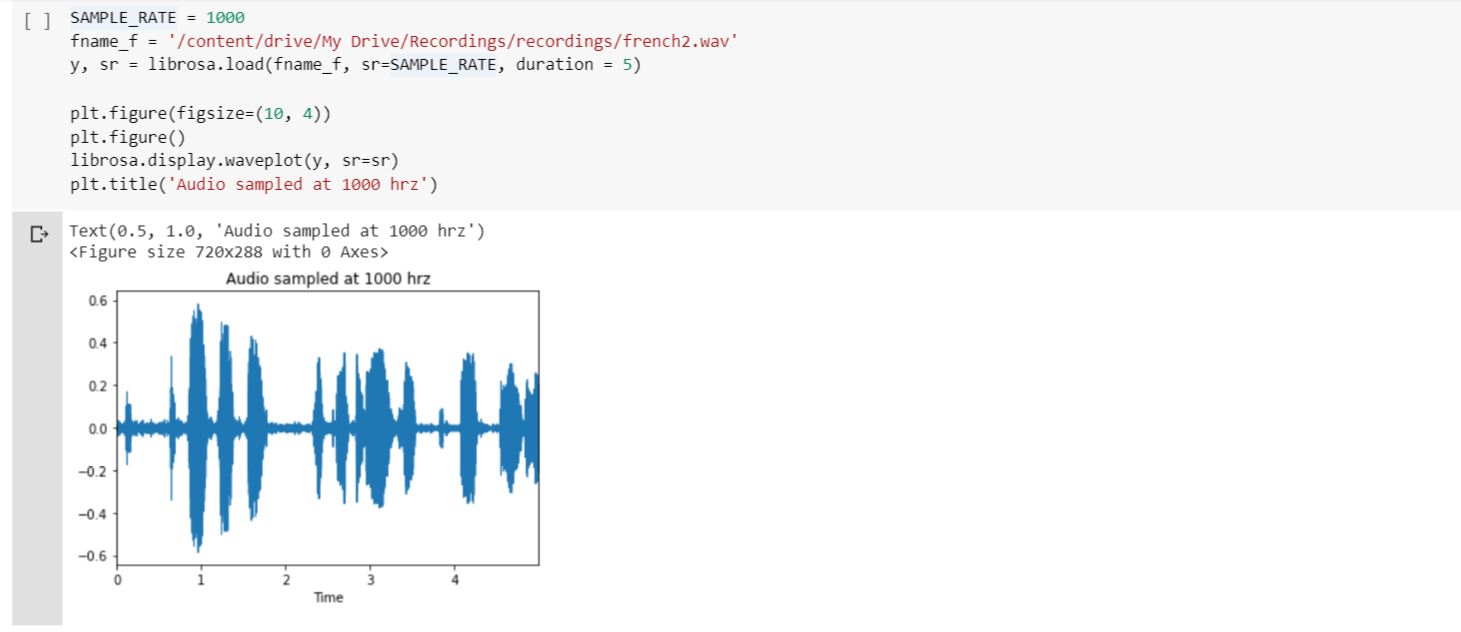 [ ] SAMPLE_RATE = 1000
fname_f = '/content/drive/My Drive/Recordings/recordings/french2.wav'
y, sr = librosa.load(fname_f, sr=SAMPLE_RATE, duration = 5)
plt.figure(figsize=(10, 4))
plt.figure()
librosa.display.waveplot(y, sr=sr)
plt.title('Audio sampled at 1000 hrz')
Text(0.5, 1.0, 'Audio sampled at 1000 hrz')
<Figure size 720x288 with 0 Axes>
Audio sampled at 1000 hrz
0.6
0.4
0.2
0.0
−0.2
−0.4
−0.6
0 1 2 3 4
Time